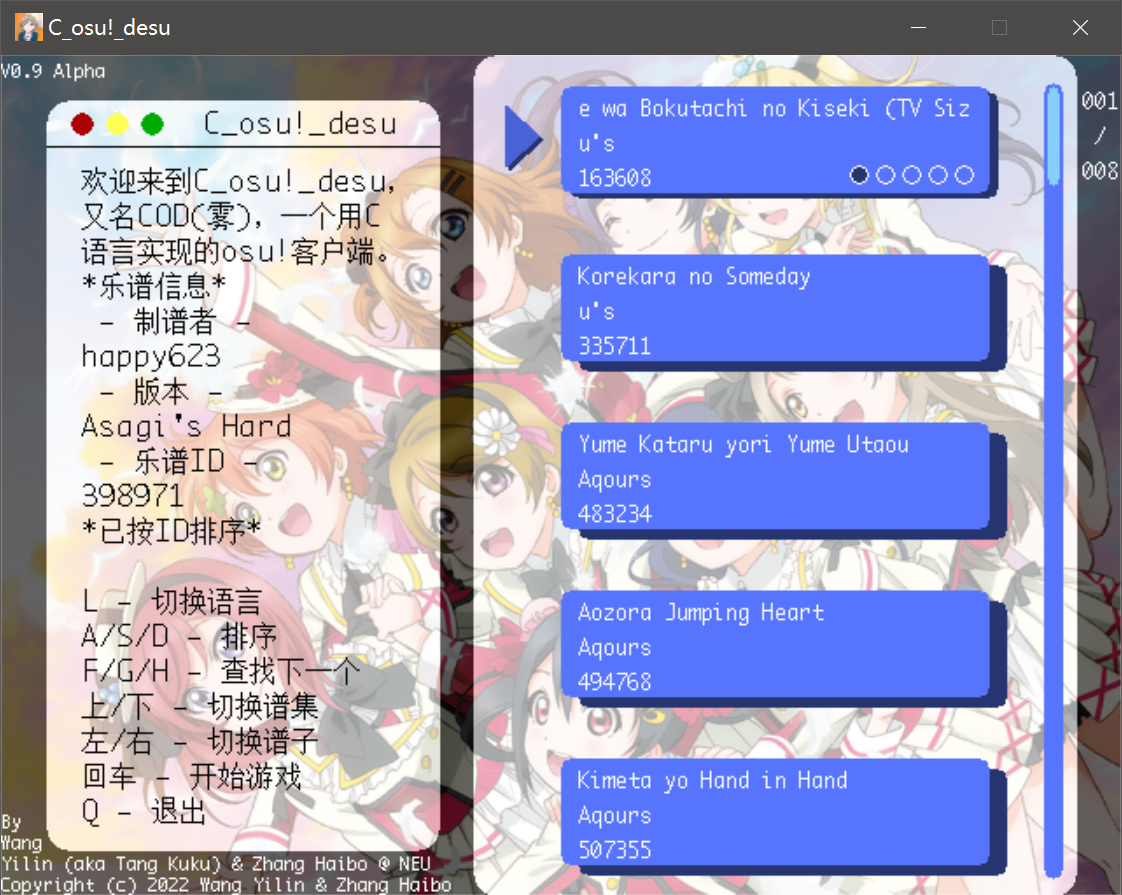 C_osu!_desu
V0.9 Alpha
C_osu!_desu
欢迎来到C_osu!_desu,
又名COD(雾)，一个用C
语言实现的osu!客户端。
*乐谱信息*
- 制谱者 -
happy623
- 版本 -
Asagi's Hard
- 乐谱ID -
398971
*已按ID排序*
L - 切换语言
A/S/D - 排序
F/G/H - 查找下一个
上/下 - 切换谱集
左/右 - 切换谱子
回车 - 开始游戏
Q - 退出
By
Wang
Yilin (aka Tang Kuku) & Zhang Haibo @ NEU
Copyright (c) 2022 Wang Yilin & Zhang Haibo
e wa Bokutachi no Kiseki (TV Siz
u's
163608
Korekara no Someday
u's
335711
Yume Kataru yori Yume Utaou
Aqours
483234
Aozora Jumping Heart
Aqours
494768
Kimeta yo Hand in Hand
Aqours
507355
001
/
008